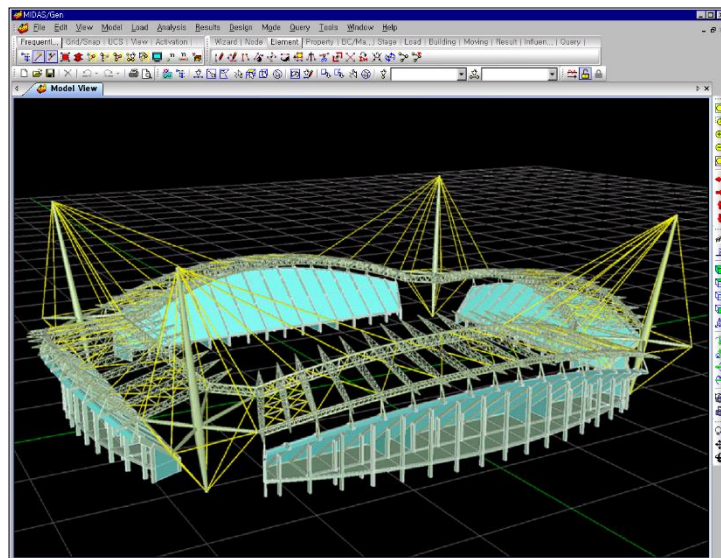 MIDAS/Gen
File Edit View Model Load Analysis Results Design Mode Query Tools Window Help
Frequentl... Grid/Snap UCS View Activation Wizard Node Element Property BC/Ma... Stage Load Building Moving Result Influen... Query
Model View